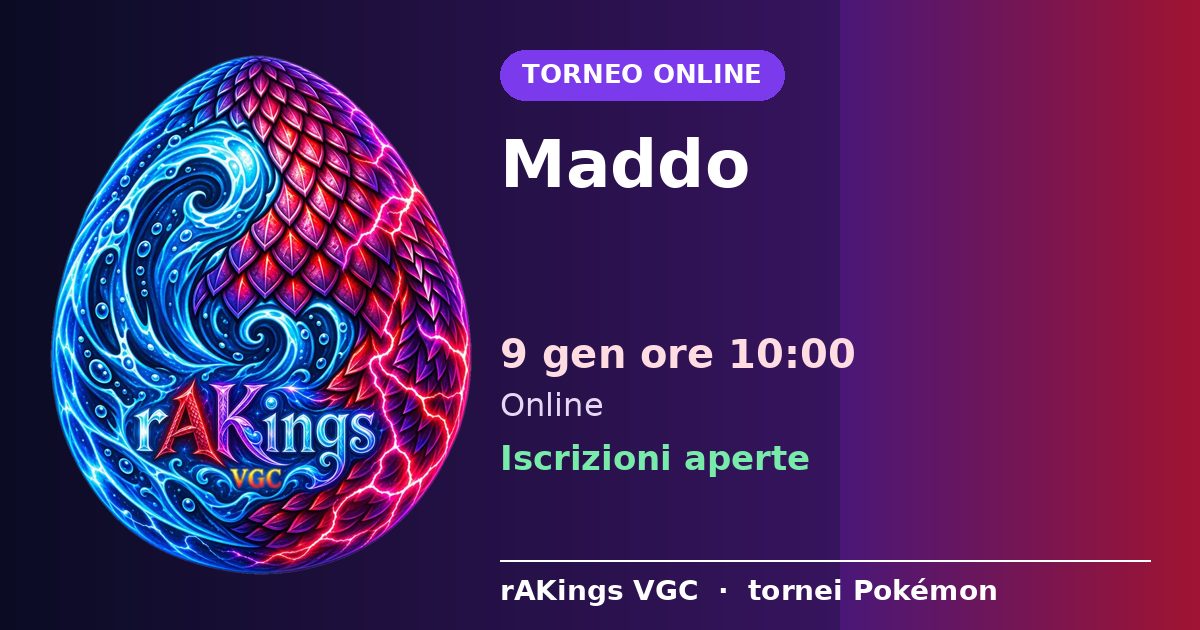 TORNEO ONLINE
Maddo
9 gen ore 10:00
Online
Iscrizioni aperte
rAKings
VGC
rAKings VGC · tornei Pokémon